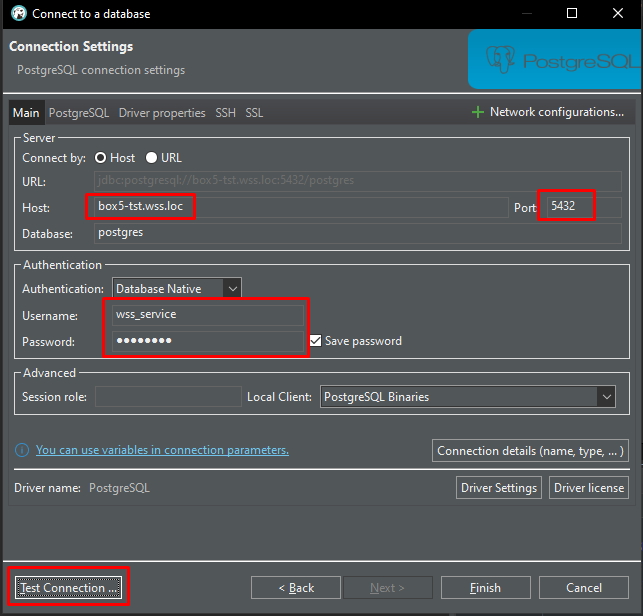 Connect to a database
Connection Settings
PostgreSQL connection settings
PostgreSQL
Main PostgreSQL Driver properties SSH SSL Network configurations...
Server
Connect by: Host URL
URL: jdbc:postgresql://box5-tst.wss.loc:5432/postgres
Host: box5-tst.wss.loc Port: 5432
Database: postgres
Authentication
Authentication: Database Native
Username: wss_service
Password: •••••••• Save password
Advanced
Session role: Local Client: PostgreSQL Binaries
You can use variables in connection parameters. Connection details (name, type, ... )
Driver name: PostgreSQL Driver Settings Driver license
Test Connection ... < Back Next > Finish Cancel